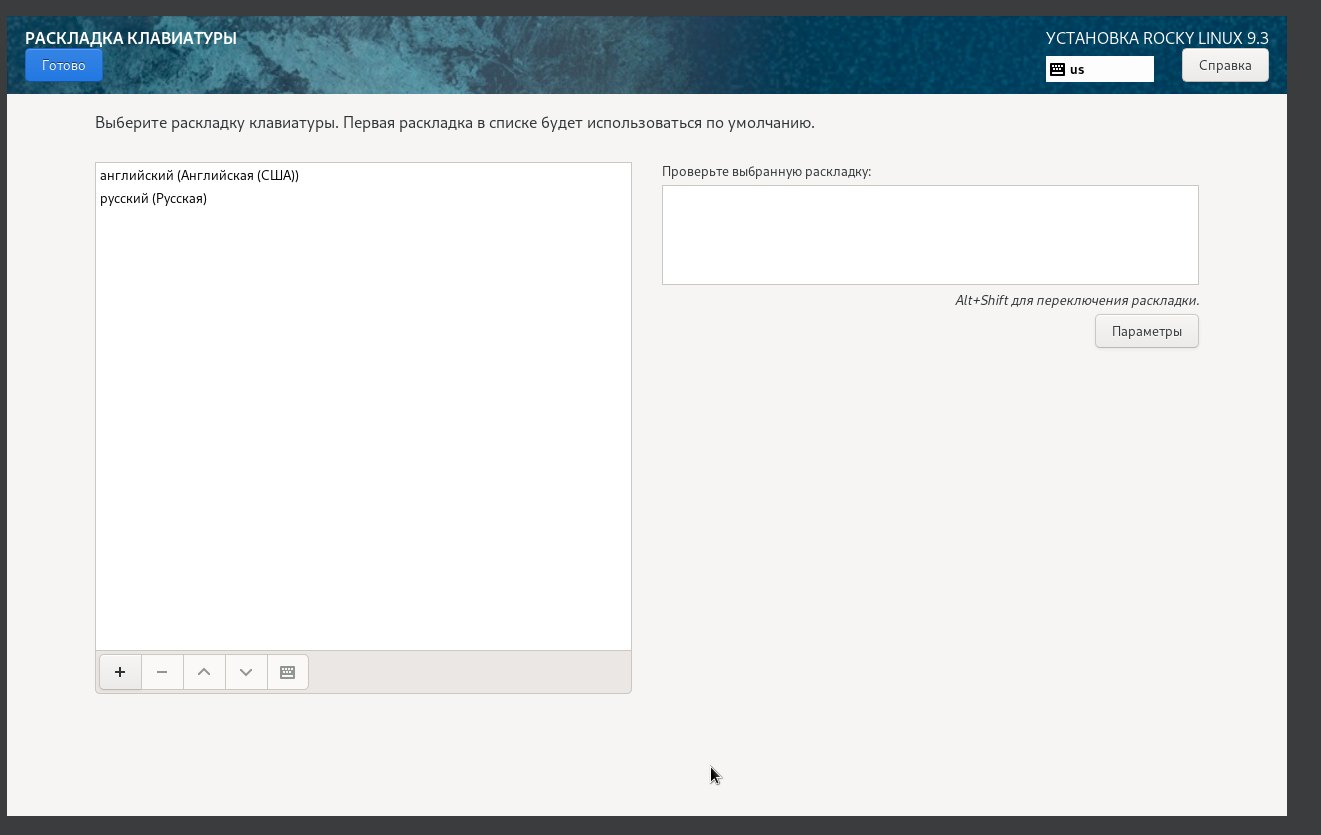 РАСКЛАДКА КЛАВИАТУРЫ
УСТАНОВКА ROCKY LINUX 9.3
Готово
us
Справка
Выберите раскладку клавиатуры. Первая раскладка в списке будет использоваться по умолчанию.
английский (Английская (США))
русский (Русская)
Проверьте выбранную раскладку:
Alt+Shift для переключения раскладки.
Параметры